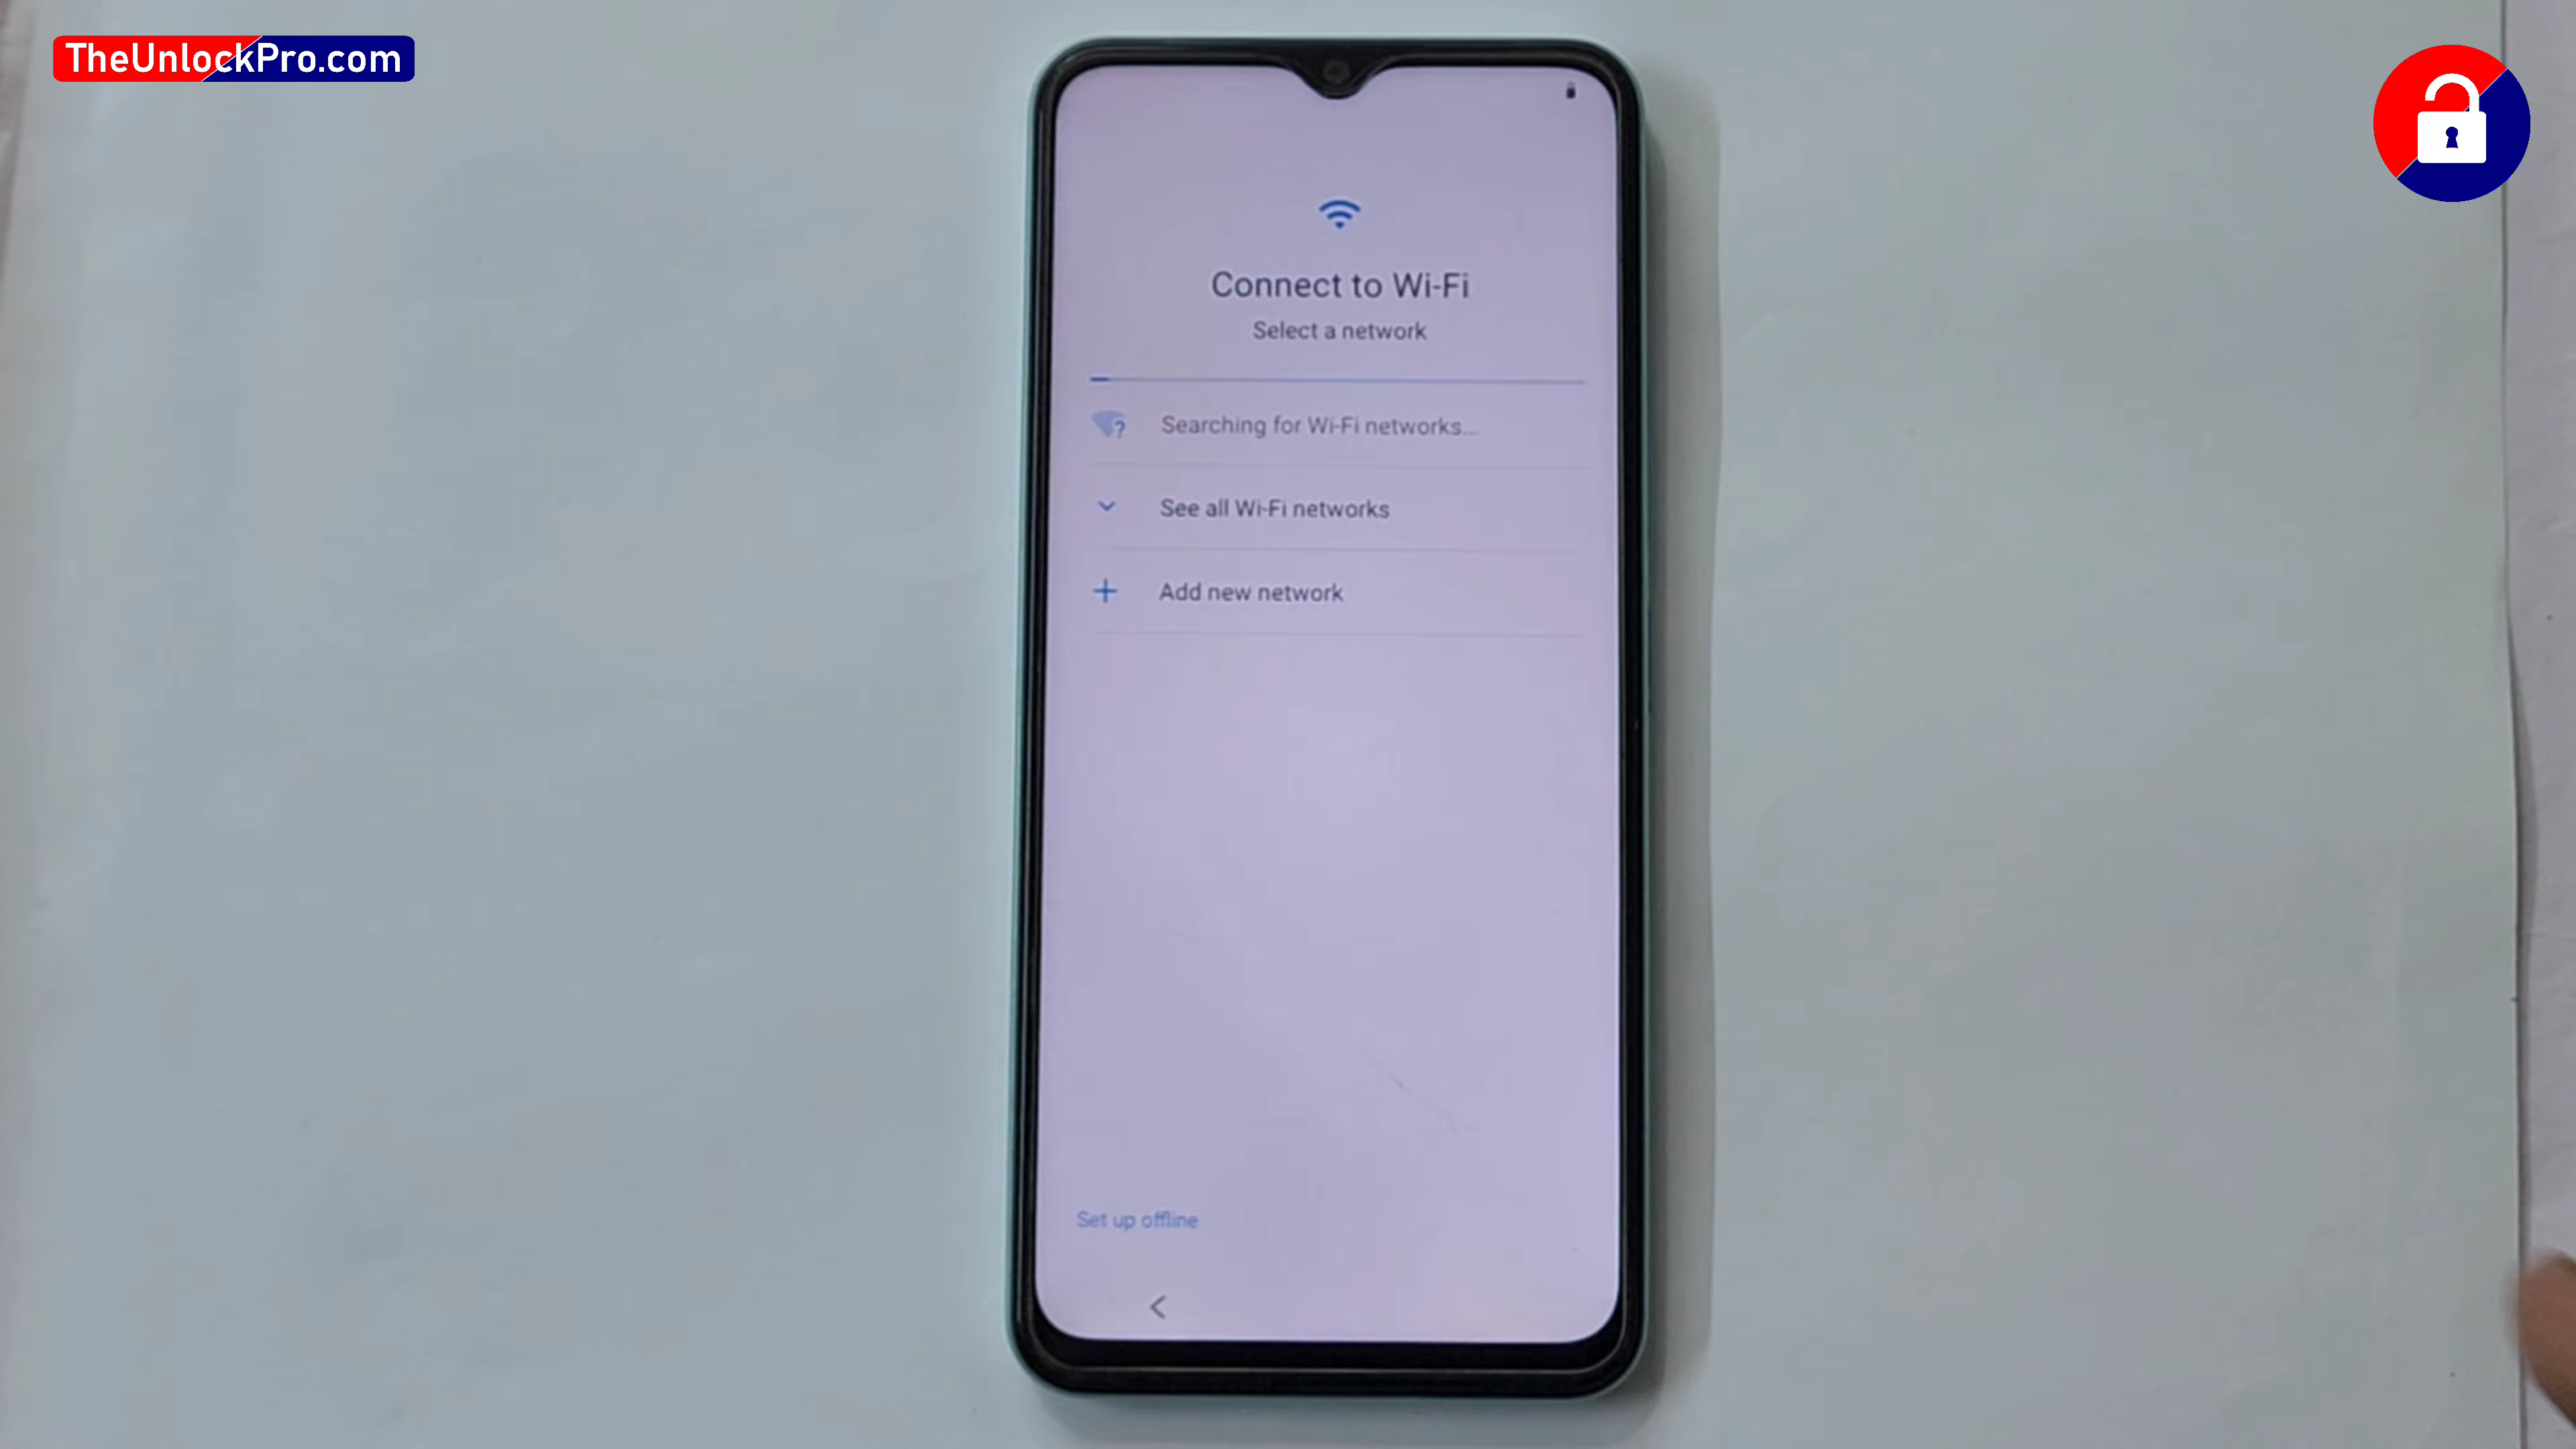 TheUnlockPro.com
Connect to Wi-Fi
Select a network
Searching for Wi-Fi networks...
See all Wi-Fi networks
Add new network
Set up offline